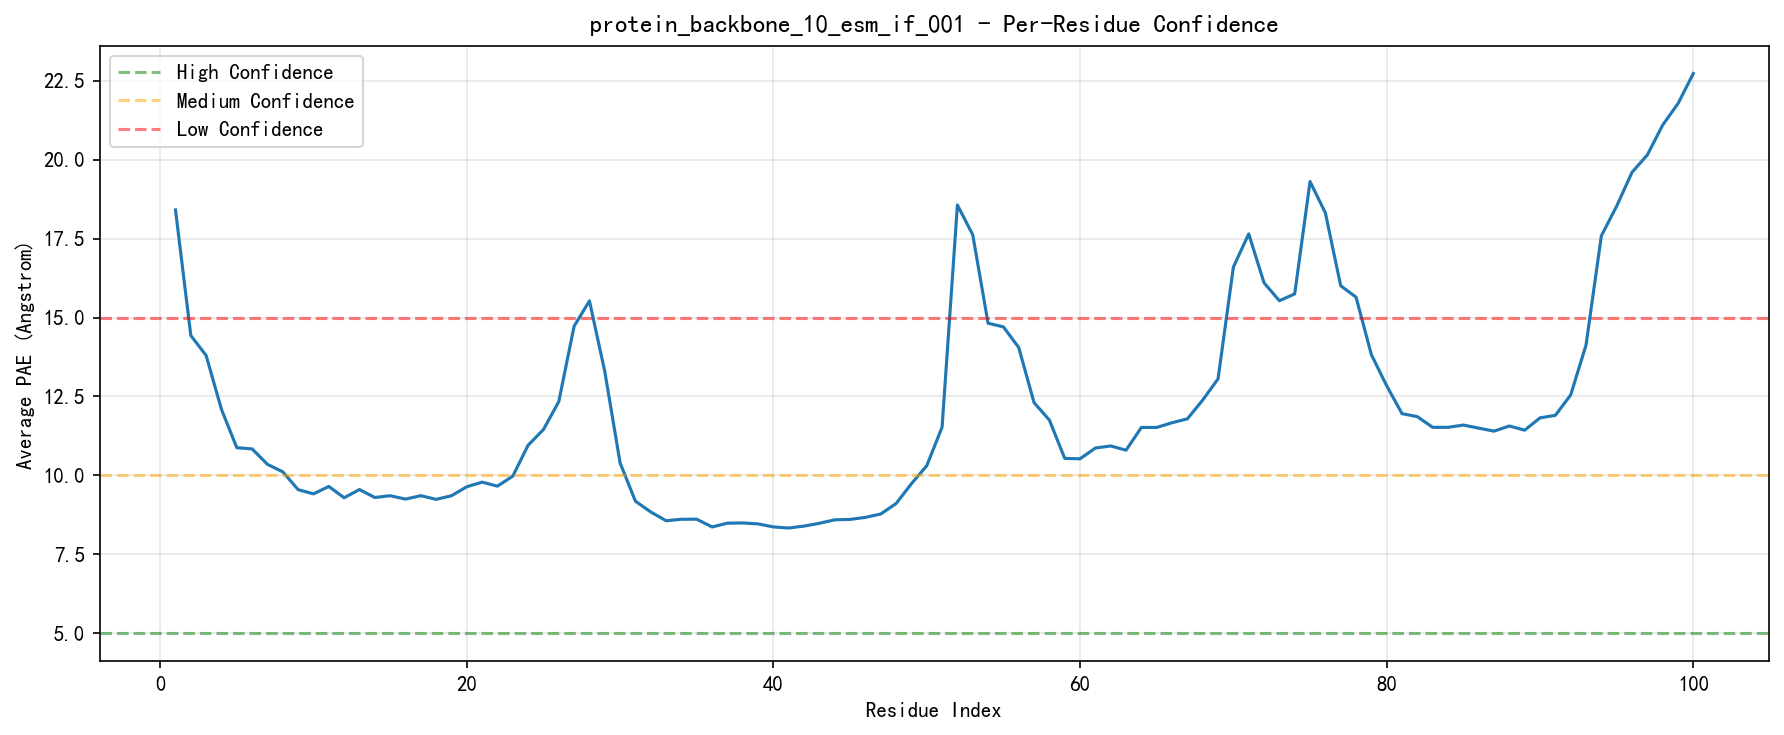 protein_backbone_10_esm_if_001 - Per-Residue Confidence
High Confidence
Medium Confidence
Low Confidence
Average PAE (Angstrom)
22.5
20.0
17.5
15.0
12.5
10.0
7.5
5.0
0
20
40
60
80
100
Residue Index